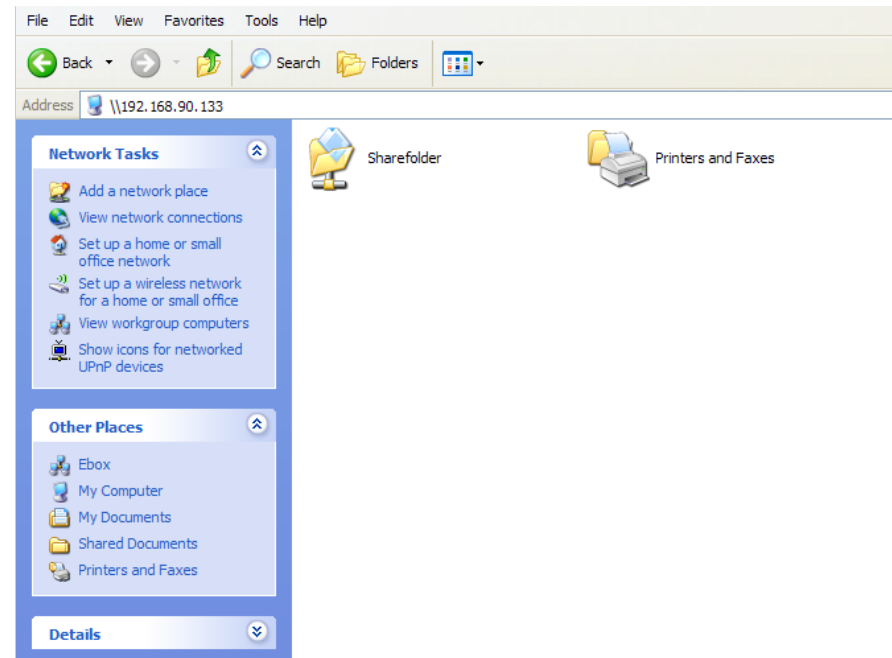 File Edit View Favorites Tools Help
Back Search Folders
Address \\192.168.90.133
Network Tasks
Add a network place
View network connections
Set up a home or small
office network
Set up a wireless network
for a home or small office
View workgroup computers
Show icons for networked
UPnP devices
Other Places
Ebox
My Computer
My Documents
Shared Documents
Printers and Faxes
Details
Sharefolder
Printers and Faxes